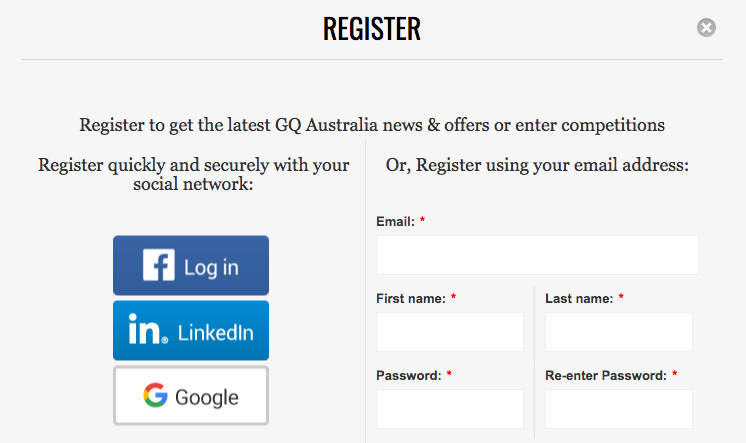 REGISTER
Register to get the latest GQ Australia news & offers or enter competitions
Register quickly and securely with your
social network:
Log in
in. LinkedIn
Google
Or, Register using your email address:
Email: *
First name: *
Last name: *
Password: *
Re-enter Password: *